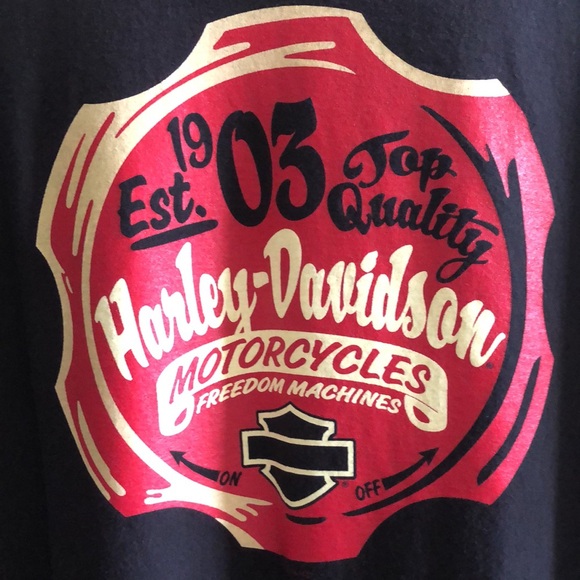 Est. 1903
Top Quality
Harley-Davidson
MOTORCYCLES
FREEDOM MACHINES
ON OFF